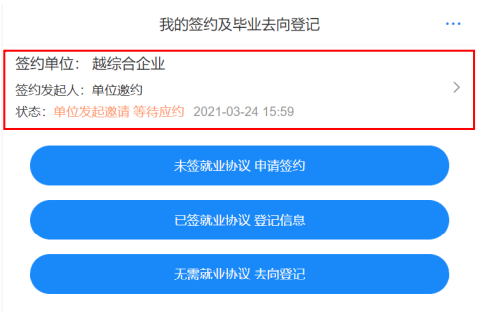 我的签约及毕业去向登记
签约单位： 越综合企业
签约发起人：单位邀约
状态：单位发起邀请 等待应约 2021-03-24 15:59
未签就业协议 申请签约
已签就业协议 登记信息
无需就业协议 去向登记